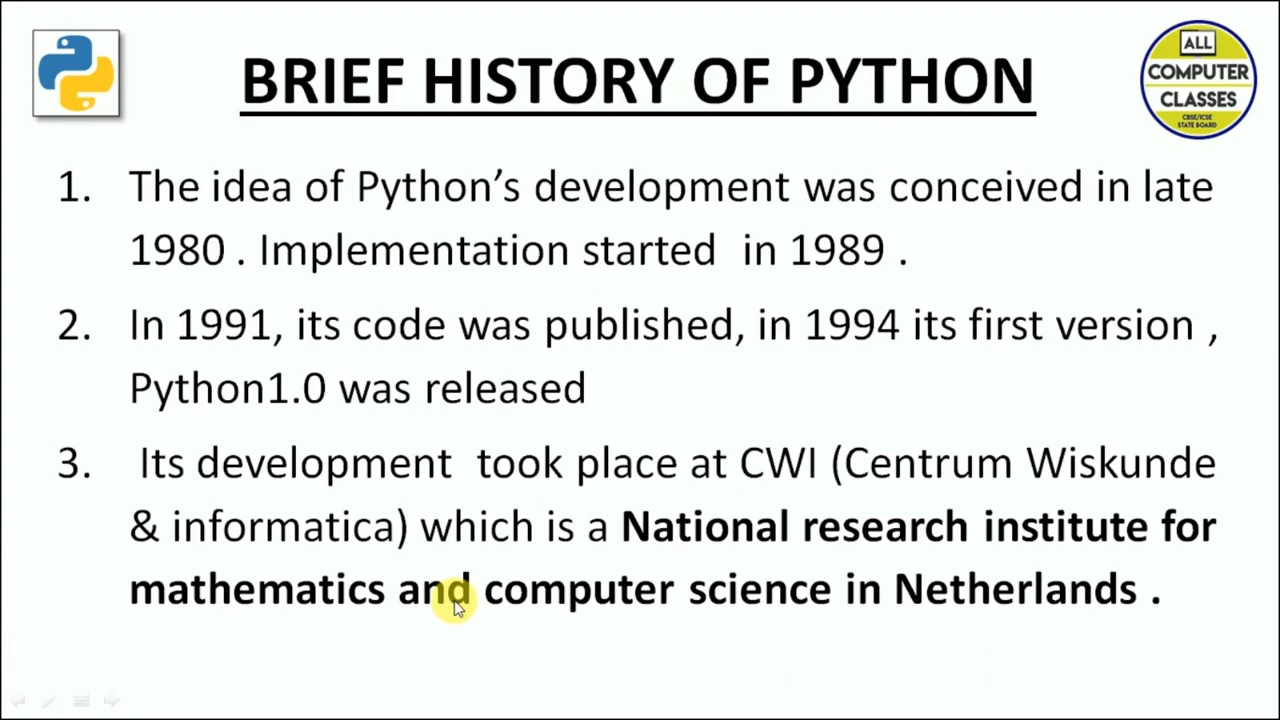 BRIEF HISTORY OF PYTHON
ALL
COMPUTER
CLASSES
CBSE/ICSE
STATE BOARD
1. The idea of Python’s development was conceived in late
1980 . Implementation started in 1989 .
2. In 1991, its code was published, in 1994 its first version ,
Python1.0 was released
3. Its development took place at CWI (Centrum Wiskunde
& informatica) which is a National research institute for
mathematics and computer science in Netherlands .